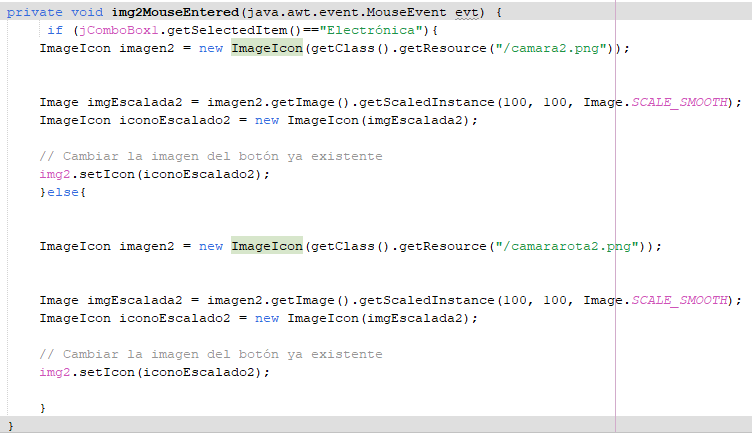 private void img2MouseEntered(java.awt.event.MouseEvent evt) {
if (jComboBox1.getSelectedItem()=="Electrónica"){
ImageIcon imagen2 = new ImageIcon(getClass().getResource("/camara2.png"));
Image imgEscalada2 = imagen2.getImage().getScaledInstance(100, 100, Image.SCALE_SMOOTH);
ImageIcon iconoEscalado2 = new ImageIcon(imgEscalada2);
// Cambiar la imagen del botón ya existente
img2.setIcon(iconoEscalado2);
}else{
ImageIcon imagen2 = new ImageIcon(getClass().getResource("/camararota2.png"));
Image imgEscalada2 = imagen2.getImage().getScaledInstance(100, 100, Image.SCALE_SMOOTH);
ImageIcon iconoEscalado2 = new ImageIcon(imgEscalada2);
// Cambiar la imagen del botón ya existente
img2.setIcon(iconoEscalado2);
}
}